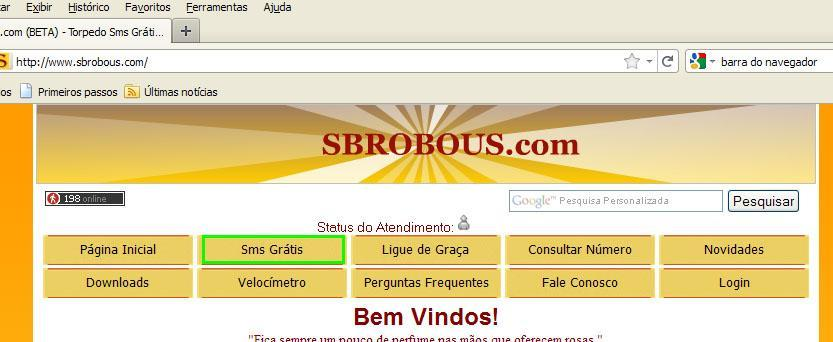 Exibir Histórico Favoritos Ferramentas Ajuda
.com (BETA) - Torpedo Sms Gráti... +
http://www.sbrobous.com/ barra do navegador
Primeiros passos Últimas notícias
SBROBOUS.com
198 online Google™ Pesquisa Personalizada Pesquisar
Status do Atendimento:
Página Inicial Sms Grátis Ligue de Graça Consultar Número Novidades
Downloads Velocímetro Perguntas Frequentes Fale Conosco Login
Bem Vindos!
"Fica sempre um pouco de perfume nas mãos que oferecem rosas."